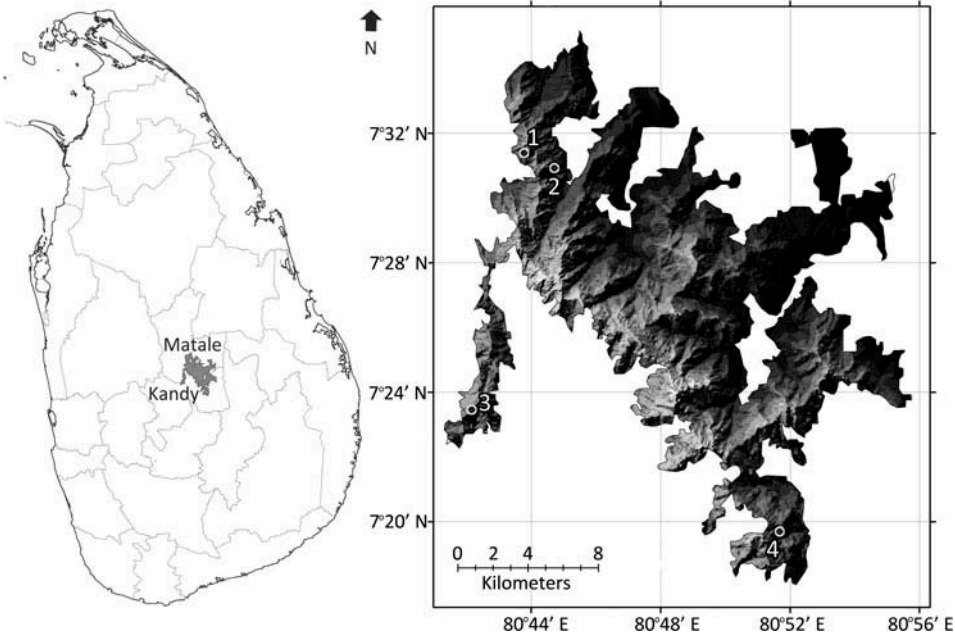 N
Matale
Kandy
7°32′ N
7°28′ N
7°24′ N
7°20′ N
1
2
3
4
0 2 4 8
Kilometers
80°44′ E 80°48′ E 80°52′ E 80°56′ E